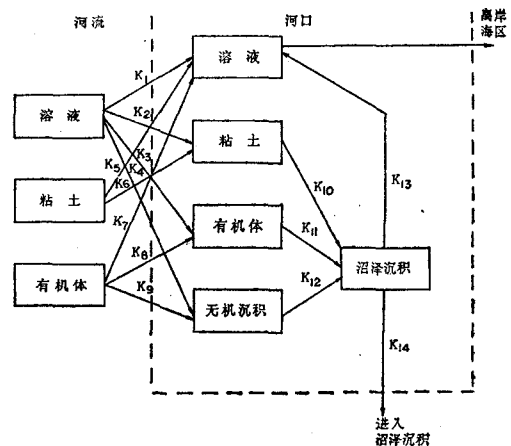 河流
河口
离岸
海区
溶液
溶液
K1
K2
K3
K4
K5
K6
粘土
粘土
K7
K8
K9
有机体
有机体
无机沉积
K10
K11
K12
K13
沼泽沉积
K14
进入
沼泽沉积